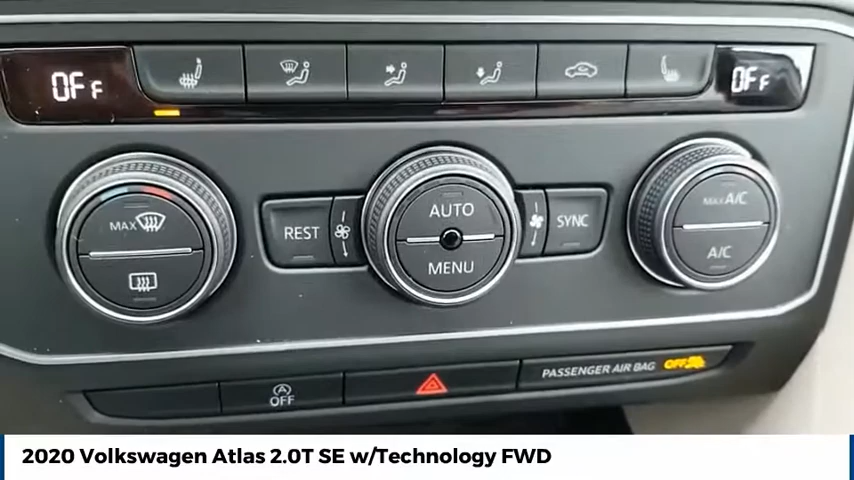 OFF OFF
MAX
REST
AUTO
MENU
SYNC
MAX A/C
A/C
OFF
PASSENGER AIR BAG OFF
2020 Volkswagen Atlas 2.0T SE w/Technology FWD